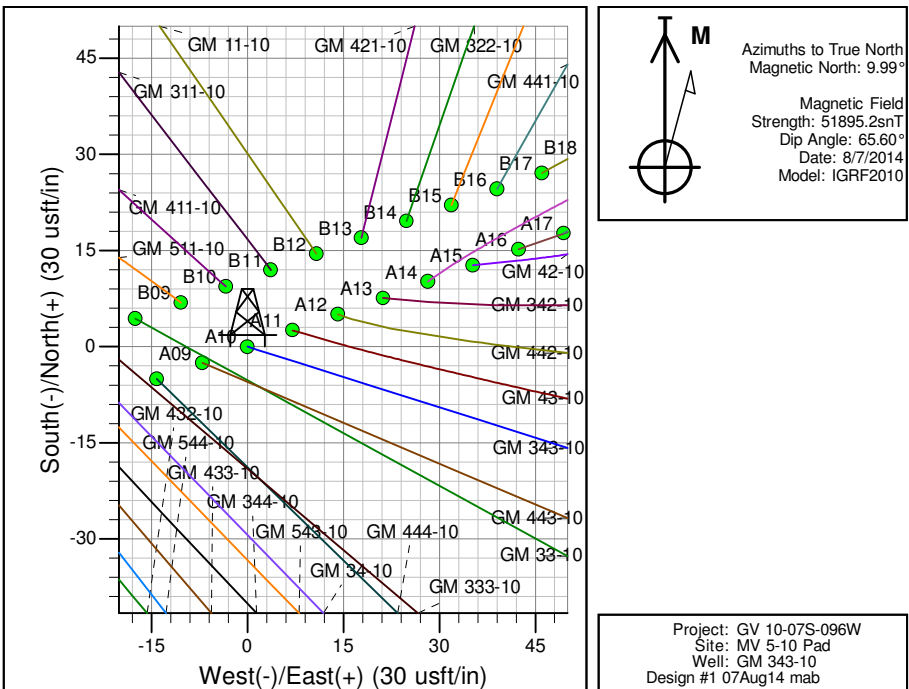 GM 11-10
GM 421-10
GM 322-10
GM 311-10
GM 441-10
B18
B17
B16
B15
B14
B13
B12
B11
B10
B09
GM 411-10
GM 511-10
A17
A16
A15
A14
A13
A12
A11
A10
A09
GM 42-10
GM 342-10
GM 442-10
GM 43-10
GM 343-10
GM 443-10
GM 33-10
GM 432-10
GM 544-10
GM 433-10
GM 344-10
GM 543-10
GM 444-10
GM 34-10
GM 333-10
45
30
15
0
-15
-30
South(-)/North(+) (30 usft/in)
-15
0
15
30
45
West(-)/East(+) (30 usft/in)
M
Azimuths to True North
Magnetic North: 9.99°
Magnetic Field
Strength: 51895.2snT
Dip Angle: 65.60°
Date: 8/7/2014
Model: IGRF2010
Project: GV 10-07S-096W
Site: MV 5-10 Pad
Well: GM 343-10
Design #1 07Aug14 mab